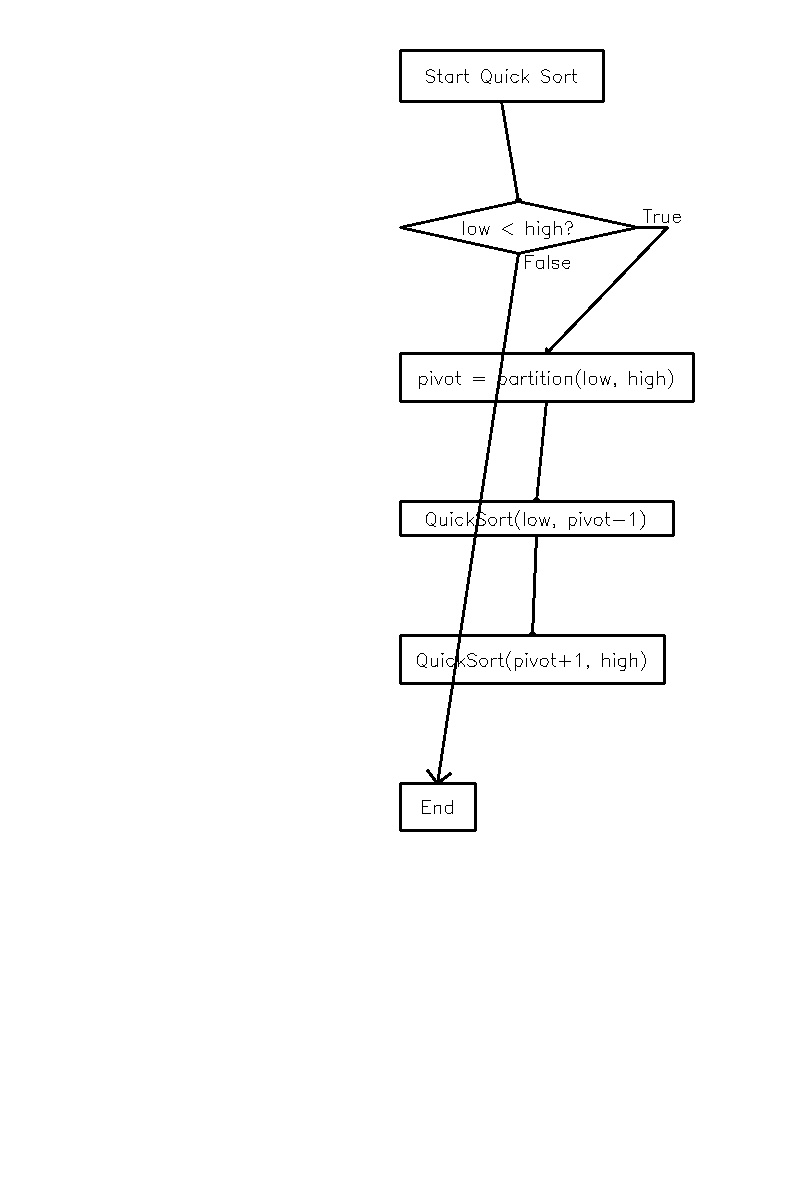 Start Quick Sort
low < high?
True
False
pivot = partition(low, high)
QuickSort(low, pivot-1)
QuickSort(pivot+1, high)
End